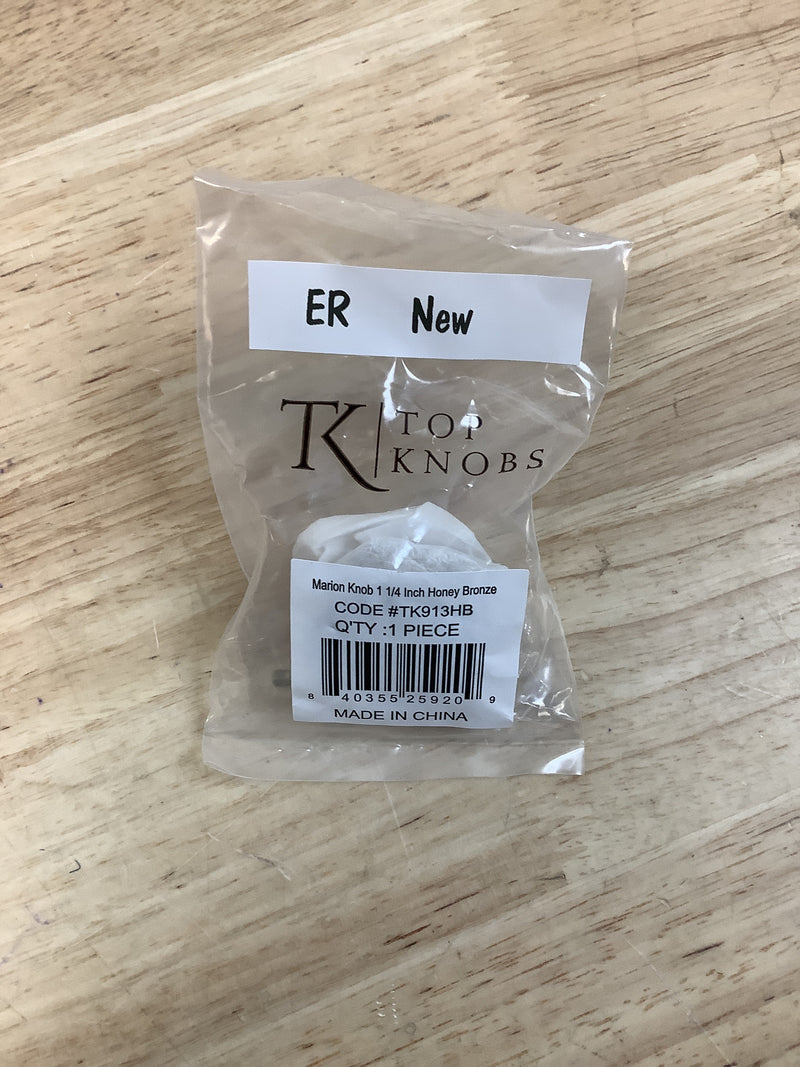 ER New
TK TOP
KNOBS
Marion Knob 1 1/4 Inch Honey Bronze
CODE #TK913HB
Q'TY :1 PIECE
8 40355 25920 9
MADE IN CHINA